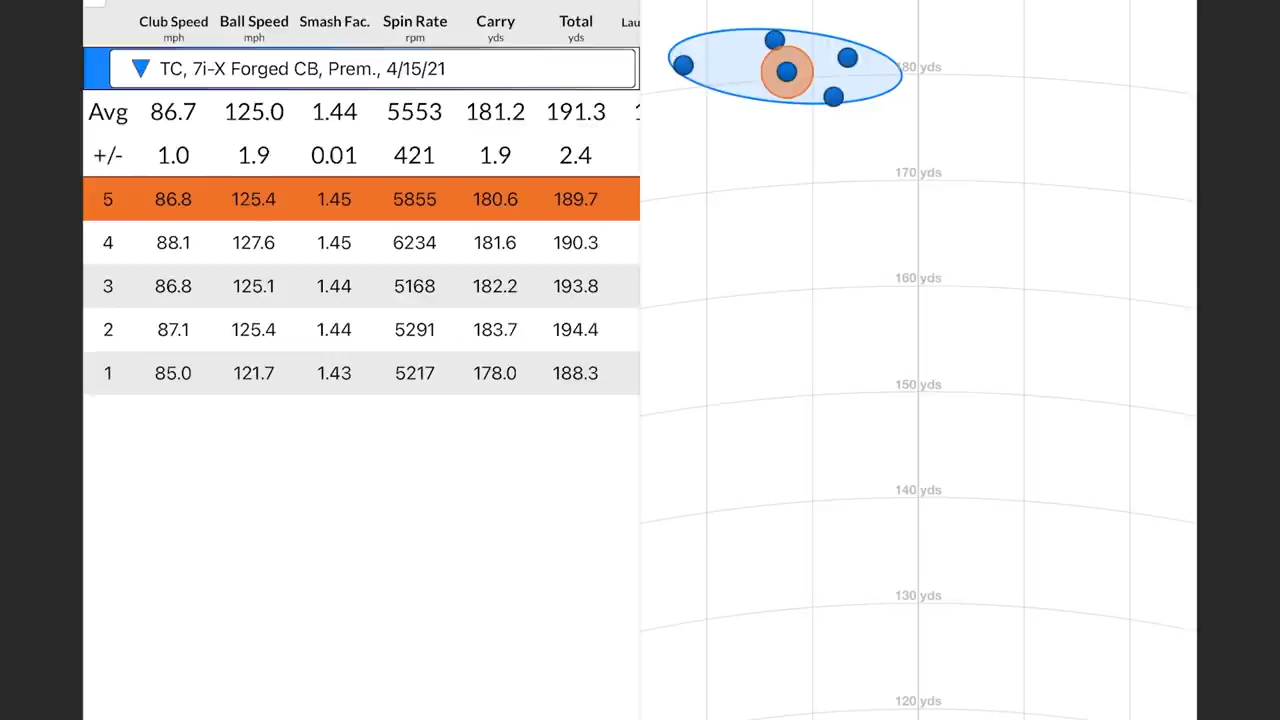 Club Speed Ball Speed Smash Fac. Spin Rate Carry Total Lau
mph mph rpm yds yds
TC, 7i-X Forged CB, Prem., 4/15/21
Avg 86.7 125.0 1.44 5553 181.2 191.3
+/- 1.0 1.9 0.01 421 1.9 2.4
5 86.8 125.4 1.45 5855 180.6 189.7
4 88.1 127.6 1.45 6234 181.6 190.3
3 86.8 125.1 1.44 5168 182.2 193.8
2 87.1 125.4 1.44 5291 183.7 194.4
1 85.0 121.7 1.43 5217 178.0 188.3
180 yds
170 yds
160 yds
150 yds
140 yds
130 yds
120 yds